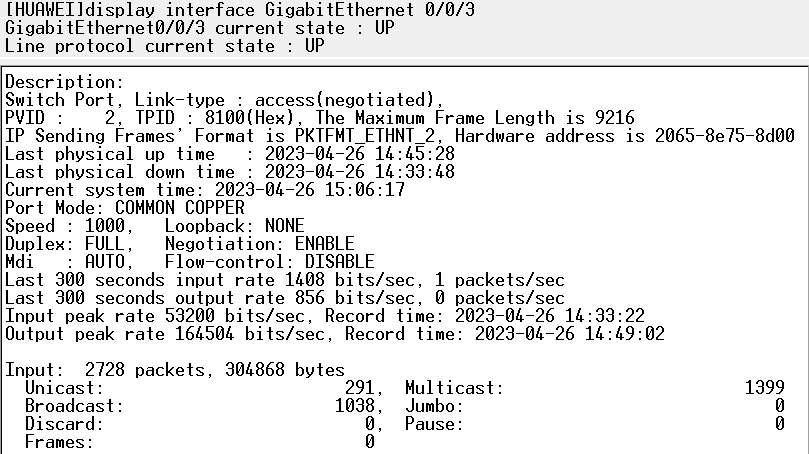 [HUAWEI]display interface GigabitEthernet 0/0/3
GigabitEthernet0/0/3 current state : UP
Line protocol current state : UP
Description:
Switch Port, Link-type : access(negotiated),
PVID :    2, TPID : 8100(Hex), The Maximum Frame Length is 9216
IP Sending Frames' Format is PKTFMT_ETHNT_2, Hardware address is 2065-8e75-8d00
Last physical up time   : 2023-04-26 14:45:28
Last physical down time : 2023-04-26 14:33:48
Current system time: 2023-04-26 15:06:17
Port Mode: COMMON COPPER
Speed : 1000,   Loopback: NONE
Duplex: FULL,   Negotiation: ENABLE
Mdi   : AUTO,   Flow-control: DISABLE
Last 300 seconds input rate 1408 bits/sec, 1 packets/sec
Last 300 seconds output rate 856 bits/sec, 0 packets/sec
Input peak rate 53200 bits/sec, Record time: 2023-04-26 14:33:22
Output peak rate 164504 bits/sec, Record time: 2023-04-26 14:49:02
Input:  2728 packets, 304868 bytes
  Unicast:                        291,  Multicast:                        1399
  Broadcast:                     1038,  Jumbo:                               0
  Discard:                          0,  Pause:                               0
  Frames:                           0